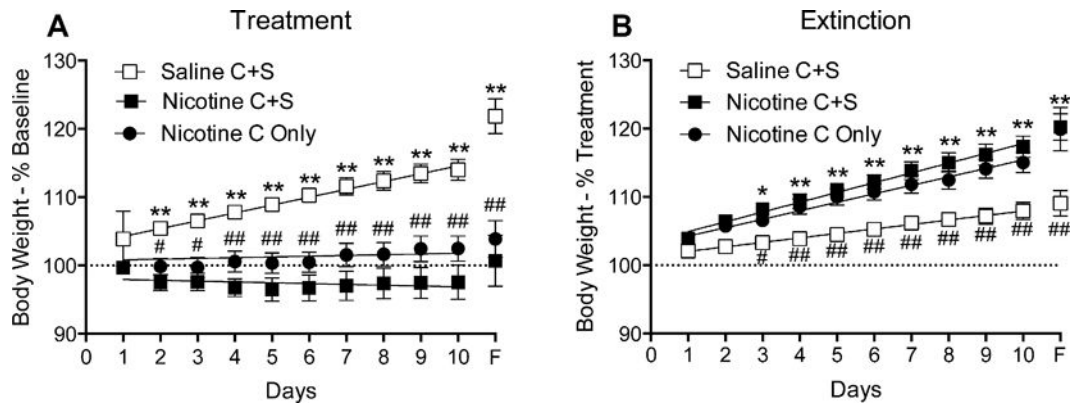 A Treatment
Body Weight - % Baseline
130
120
110
100
90
Saline C+S
Nicotine C+S
Nicotine C Only
** ** ** ** ** ** ** ** ** **
# # ## ## ## ## ## ## ## ##
0 1 2 3 4 5 6 7 8 9 10 F
Days
B Extinction
Body Weight - % Treatment
130
120
110
100
90
Saline C+S
Nicotine C+S
Nicotine C Only
* ** ** ** ** ** ** ** **
# ## ## ## ## ## ## ## ##
0 1 2 3 4 5 6 7 8 9 10 F
Days